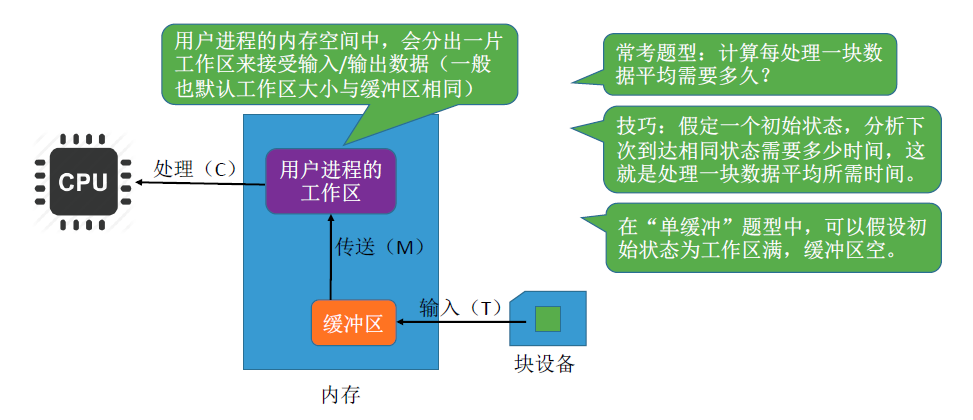 用户进程的内存空间中，会分出一片
工作区来接受输入/输出数据（一般
也默认工作区大小与缓冲区相同）
常考题型：计算每处理一块数
据平均需要多久？
技巧：假定一个初始状态，分析下
次到达相同状态需要多少时间，这
就是处理一块数据平均所需时间。
在“单缓冲”题型中，可以假设初
始状态为工作区满，缓冲区空。
CPU
处理（C）
用户进程的
工作区
传送（M）
缓冲区
输入（T）
块设备
内存